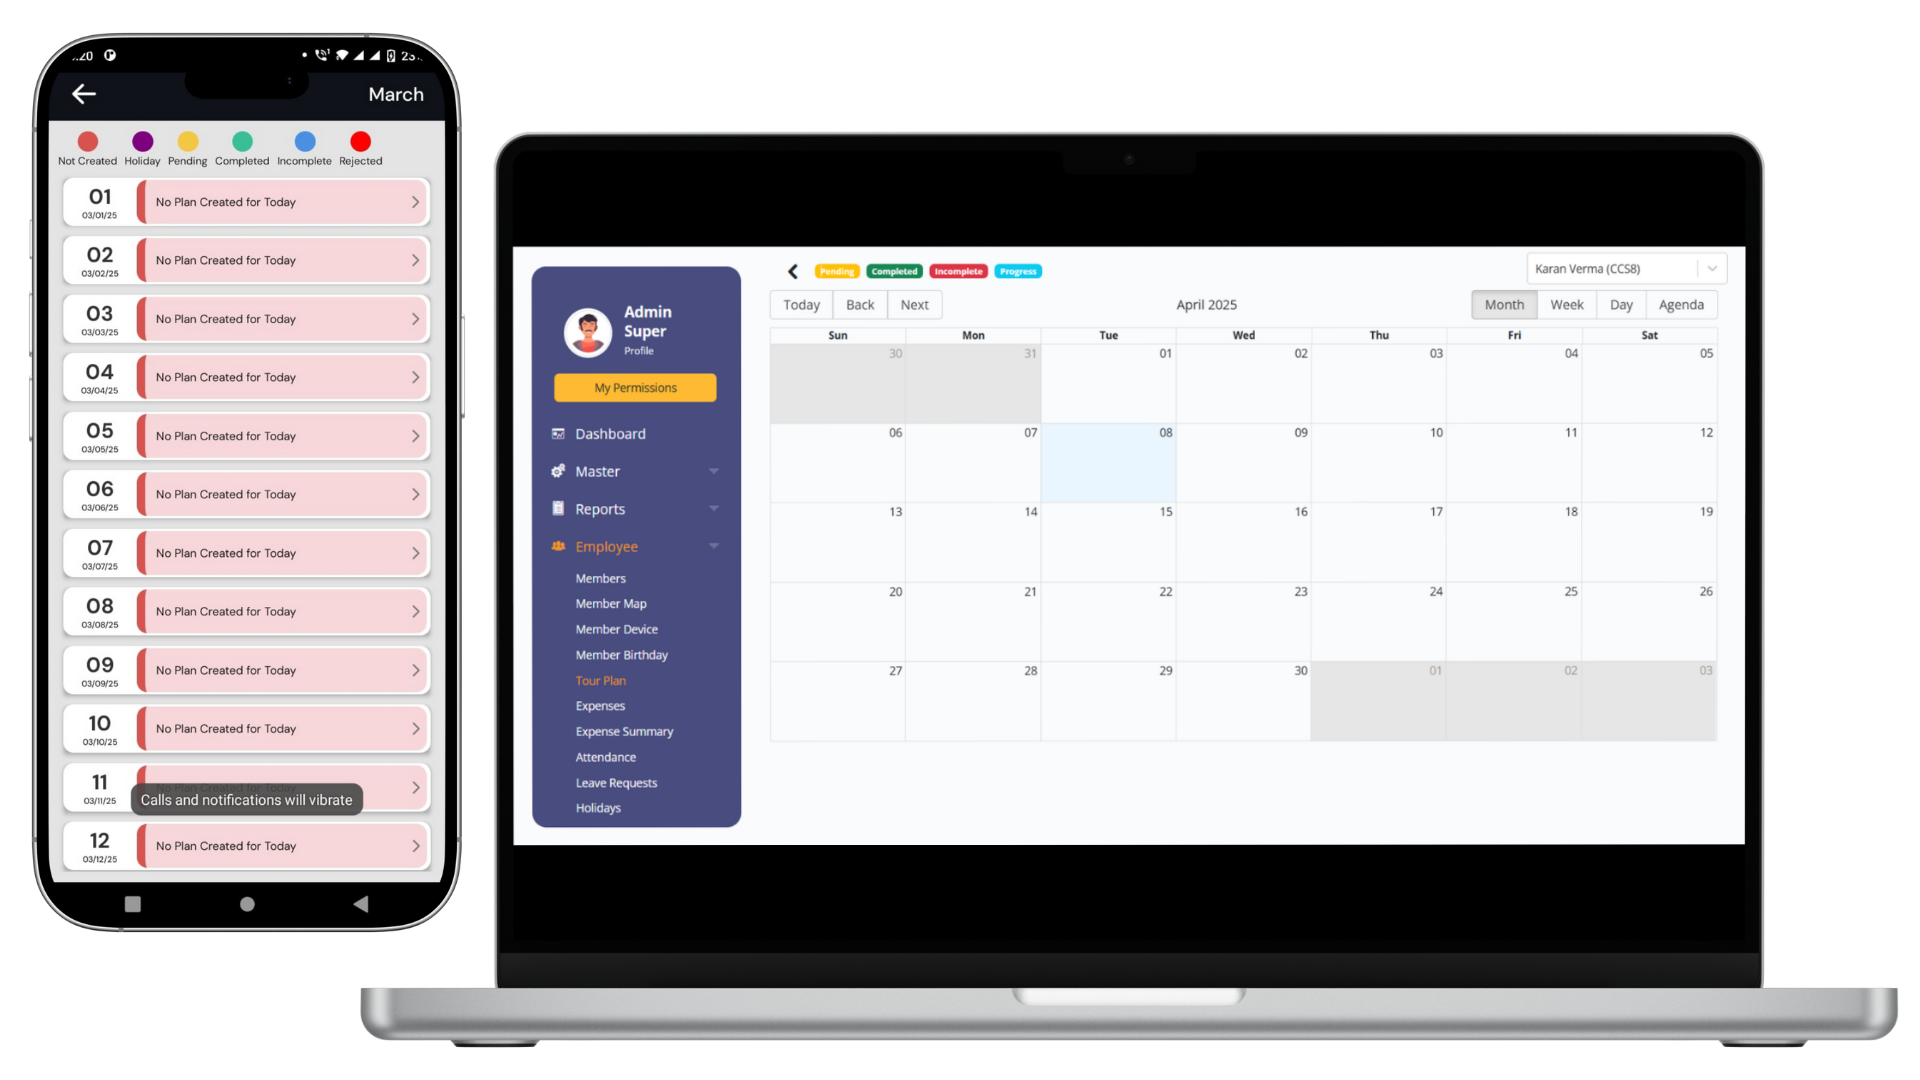 March
Not Created Holiday Pending Completed Incomplete Rejected
01
03/01/25
No Plan Created for Today
02
03/02/25
No Plan Created for Today
03
03/03/25
No Plan Created for Today
04
03/04/25
No Plan Created for Today
05
03/05/25
No Plan Created for Today
06
03/06/25
No Plan Created for Today
07
03/07/25
No Plan Created for Today
08
03/08/25
No Plan Created for Today
09
03/09/25
No Plan Created for Today
10
03/10/25
No Plan Created for Today
11
03/11/25
Calls and notifications will vibrate
12
03/12/25
No Plan Created for Today
Admin
Super
Profile
My Permissions
Dashboard
Master
Reports
Employee
Members
Member Map
Member Device
Member Birthday
Tour Plan
Expenses
Expense Summary
Attendance
Leave Requests
Holidays
Pending Completed Incomplete Progress
Karan Verma (CCS8)
Today Back Next
April 2025
Month Week Day Agenda
Sun Mon Tue Wed Thu Fri Sat
30 31 01 02 03 04 05
06 07 08 09 10 11 12
13 14 15 16 17 18 19
20 21 22 23 24 25 26
27 28 29 30 01 02 03